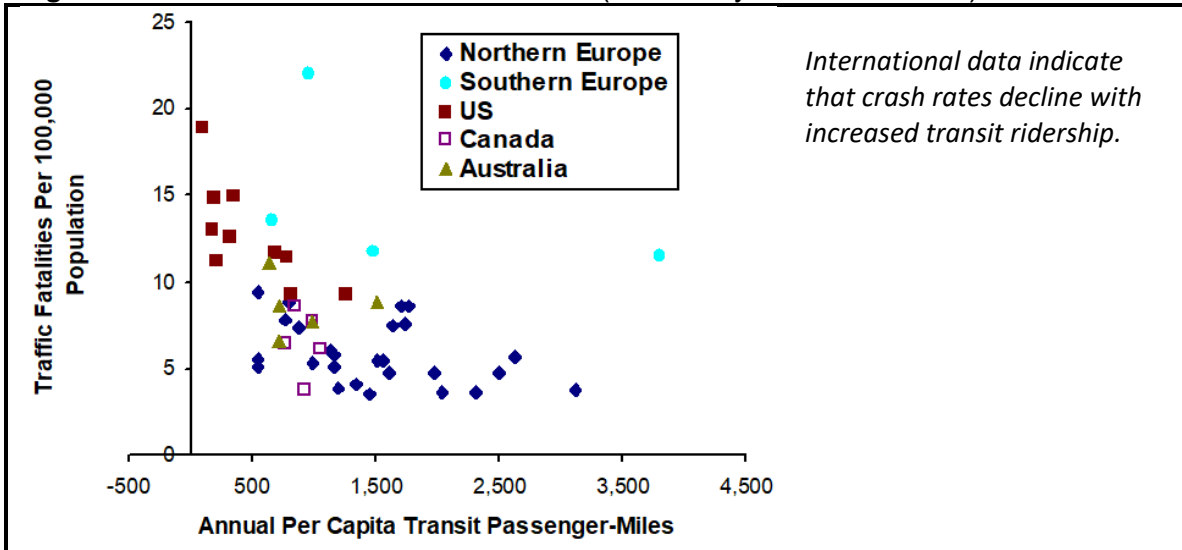 25
20
15
10
5
0
-500 500 1,500 2,500 3,500 4,500
Traffic Fatalities Per 100,000
Population
Annual Per Capita Transit Passenger-Miles
Northern Europe
Southern Europe
US
Canada
Australia
International data indicate
that crash rates decline with
increased transit ridership.